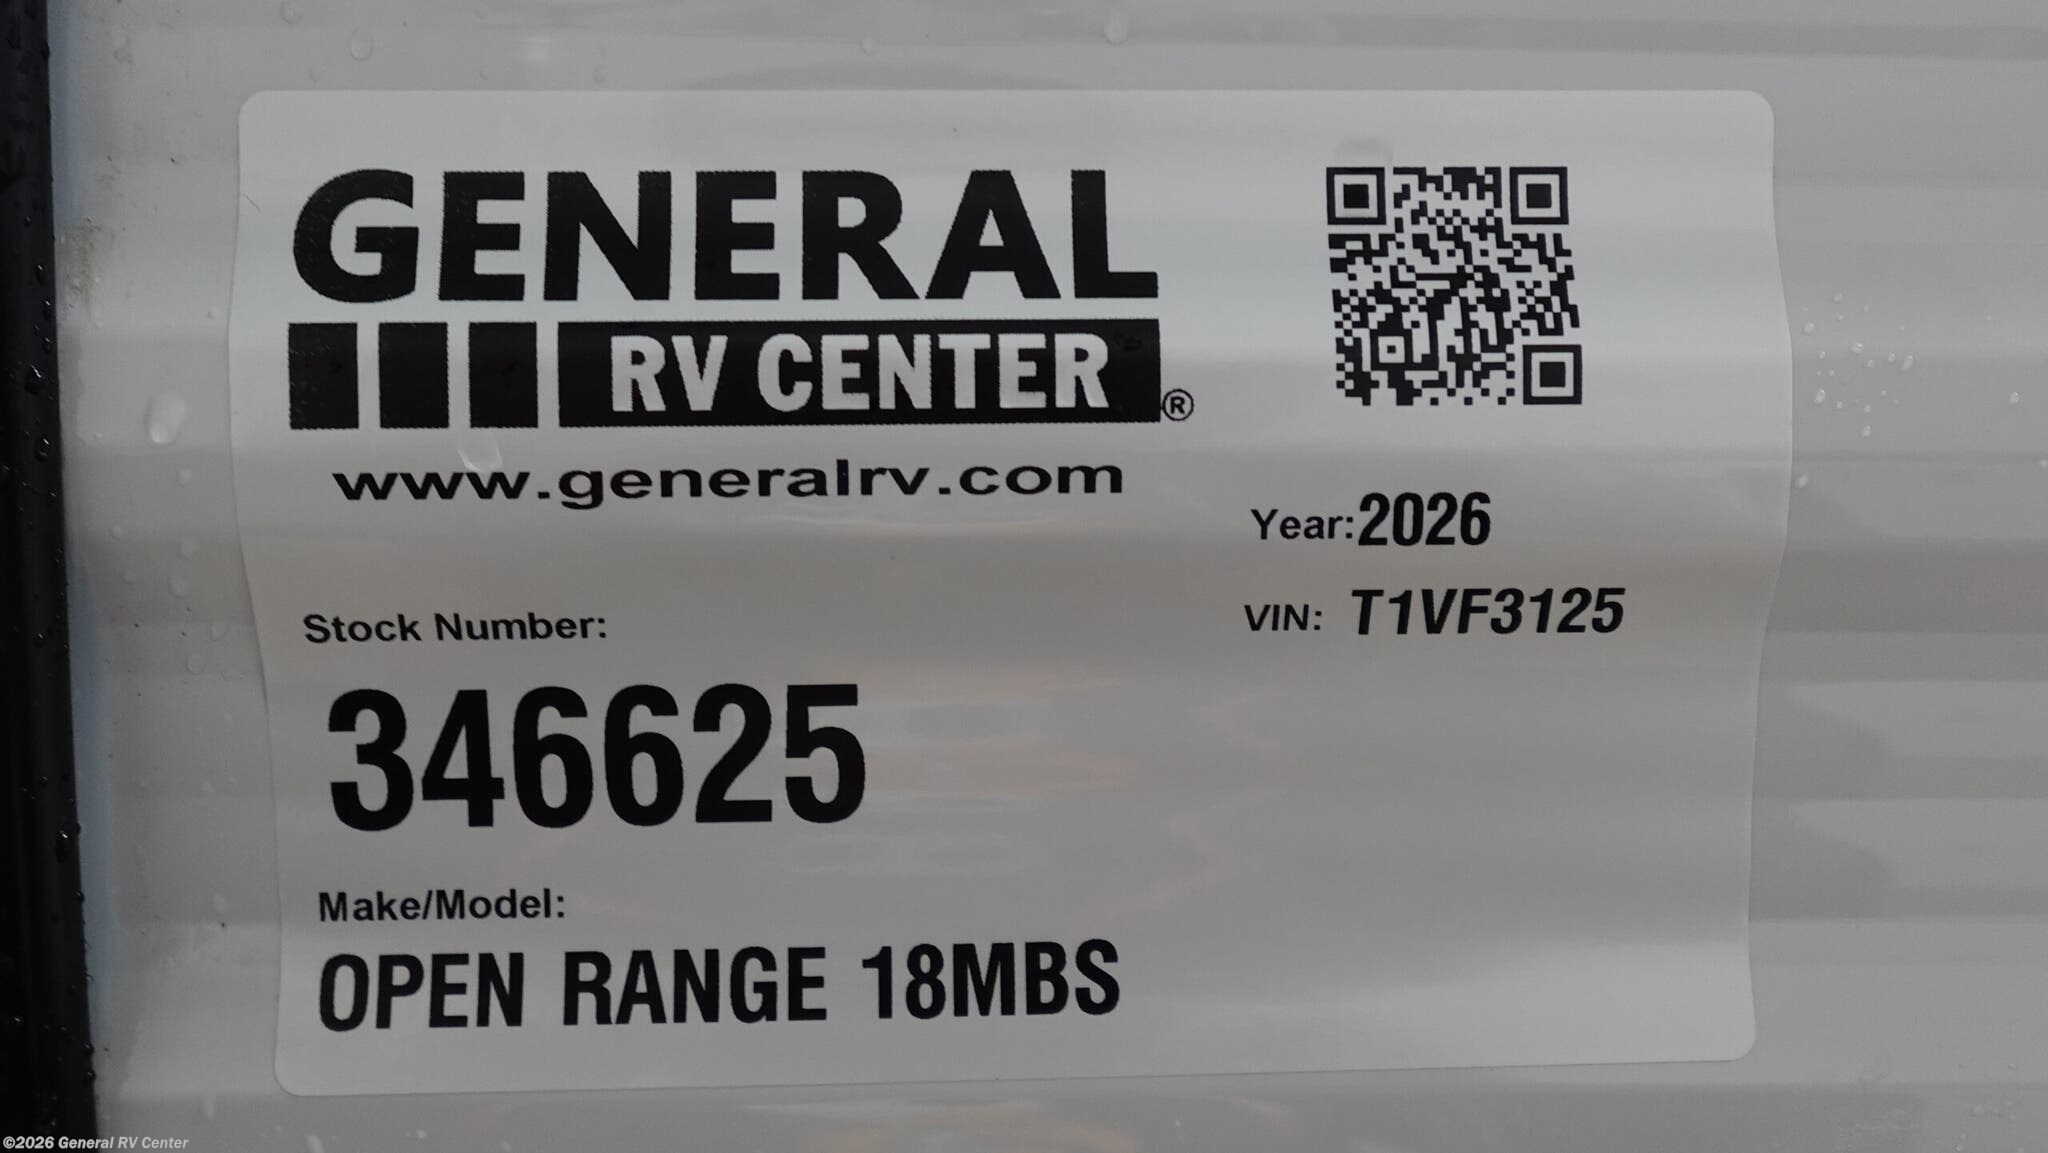 GENERAL
RV CENTER®
www.generalrv.com
Year:2026
VIN: T1VF3125
Stock Number:
346625
Make/Model:
OPEN RANGE 18MBS
©2026 General RV Center